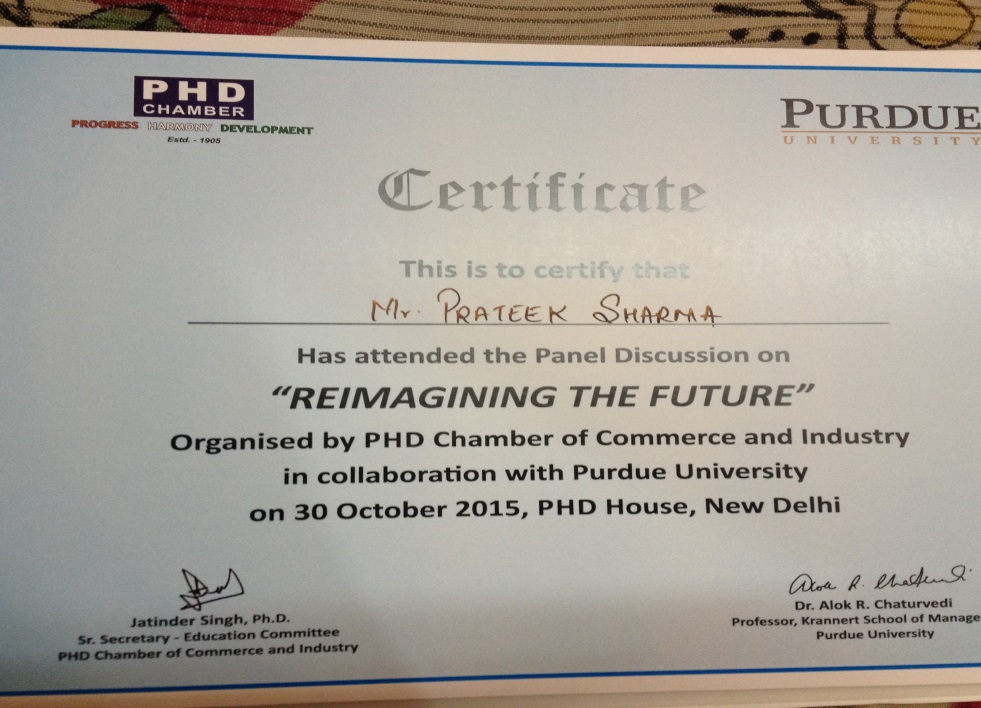 PHD
CHAMBER
PROGRESS HARMONY DEVELOPMENT
Estd. - 1905
PURDUE
UNIVERSITY
Certificate
This is to certify that
Mr. PRATEEK SHARMA
Has attended the Panel Discussion on
“REIMAGINING THE FUTURE”
Organised by PHD Chamber of Commerce and Industry
in collaboration with Purdue University
on 30 October 2015, PHD House, New Delhi
Jatinder Singh, Ph.D.
Sr. Secretary - Education Committee
PHD Chamber of Commerce and Industry
Alok R. Chaturvedi
Dr. Alok R. Chaturvedi
Professor, Krannert School of Manage
Purdue University